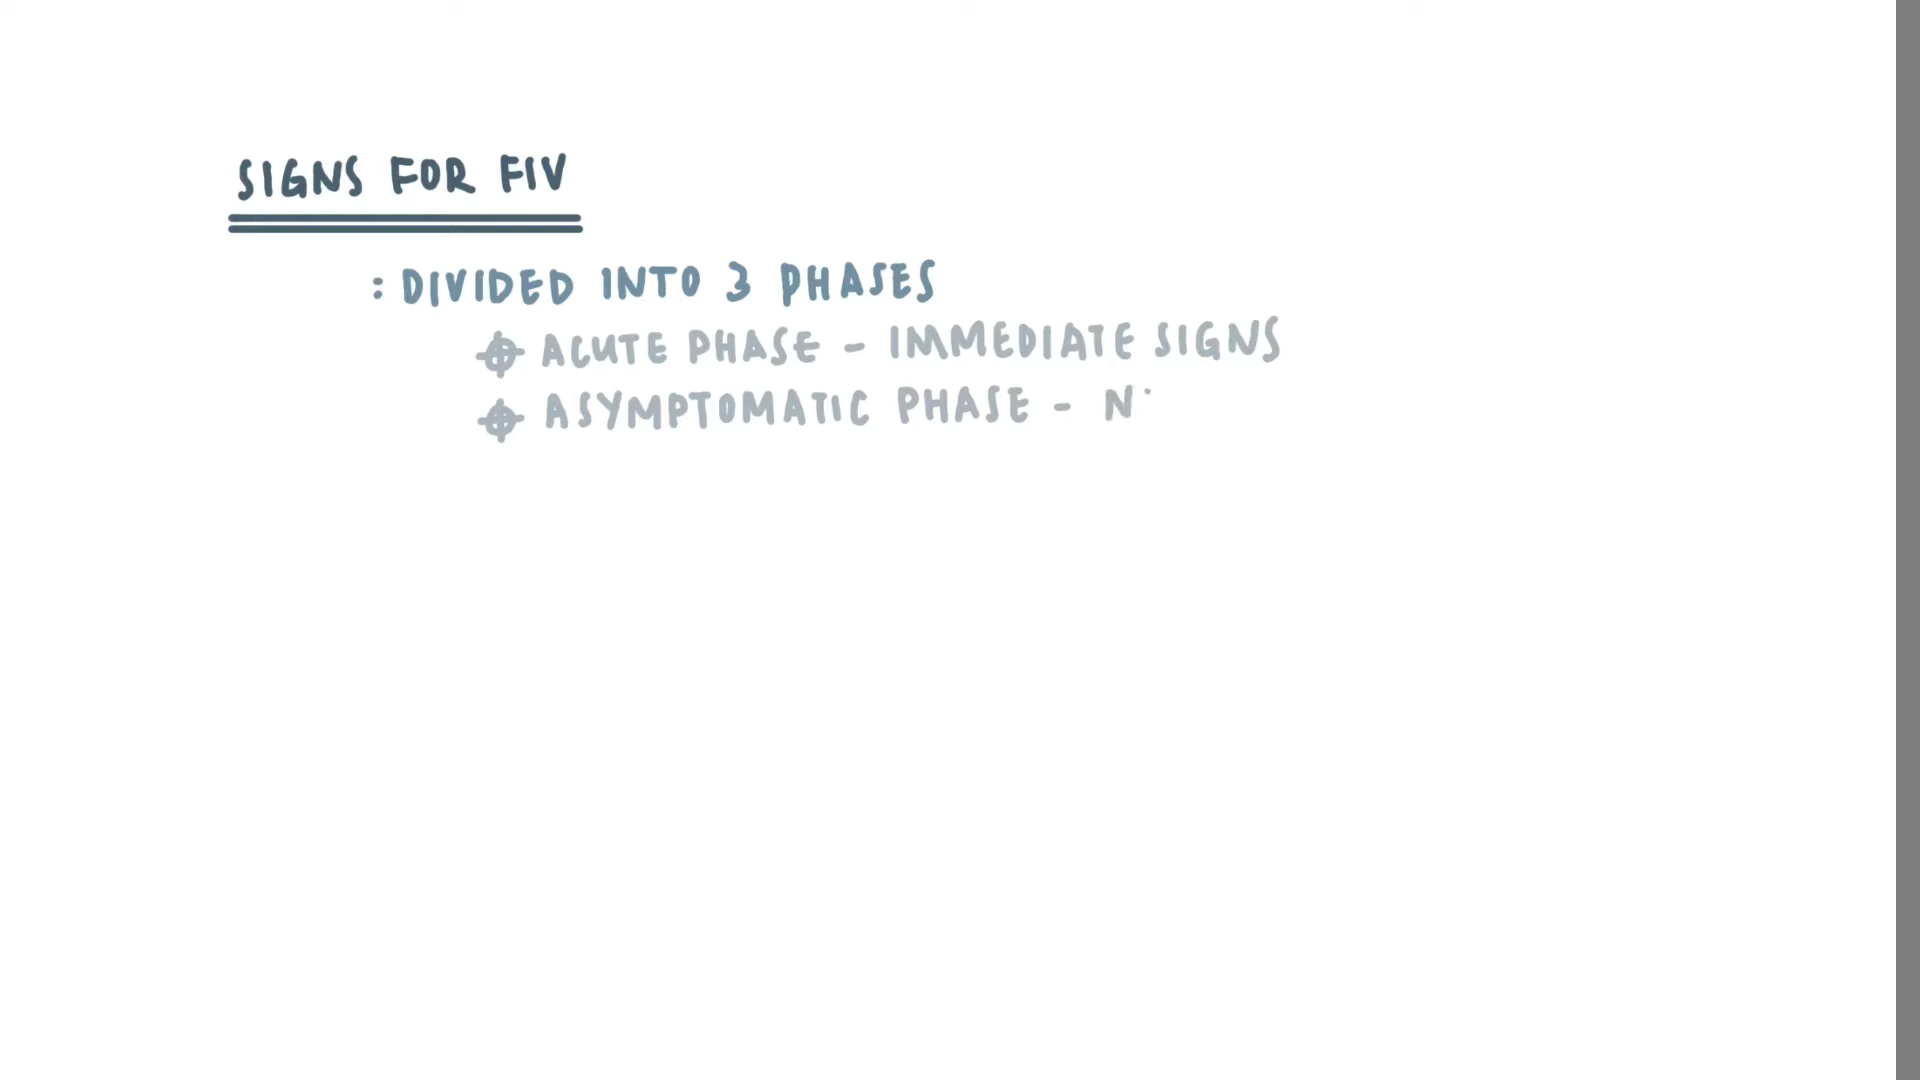 SIGNS FOR FIV
: DIVIDED INTO 3 PHASES
ACUTE PHASE - IMMEDIATE SIGNS
ASYMPTOMATIC PHASE - N